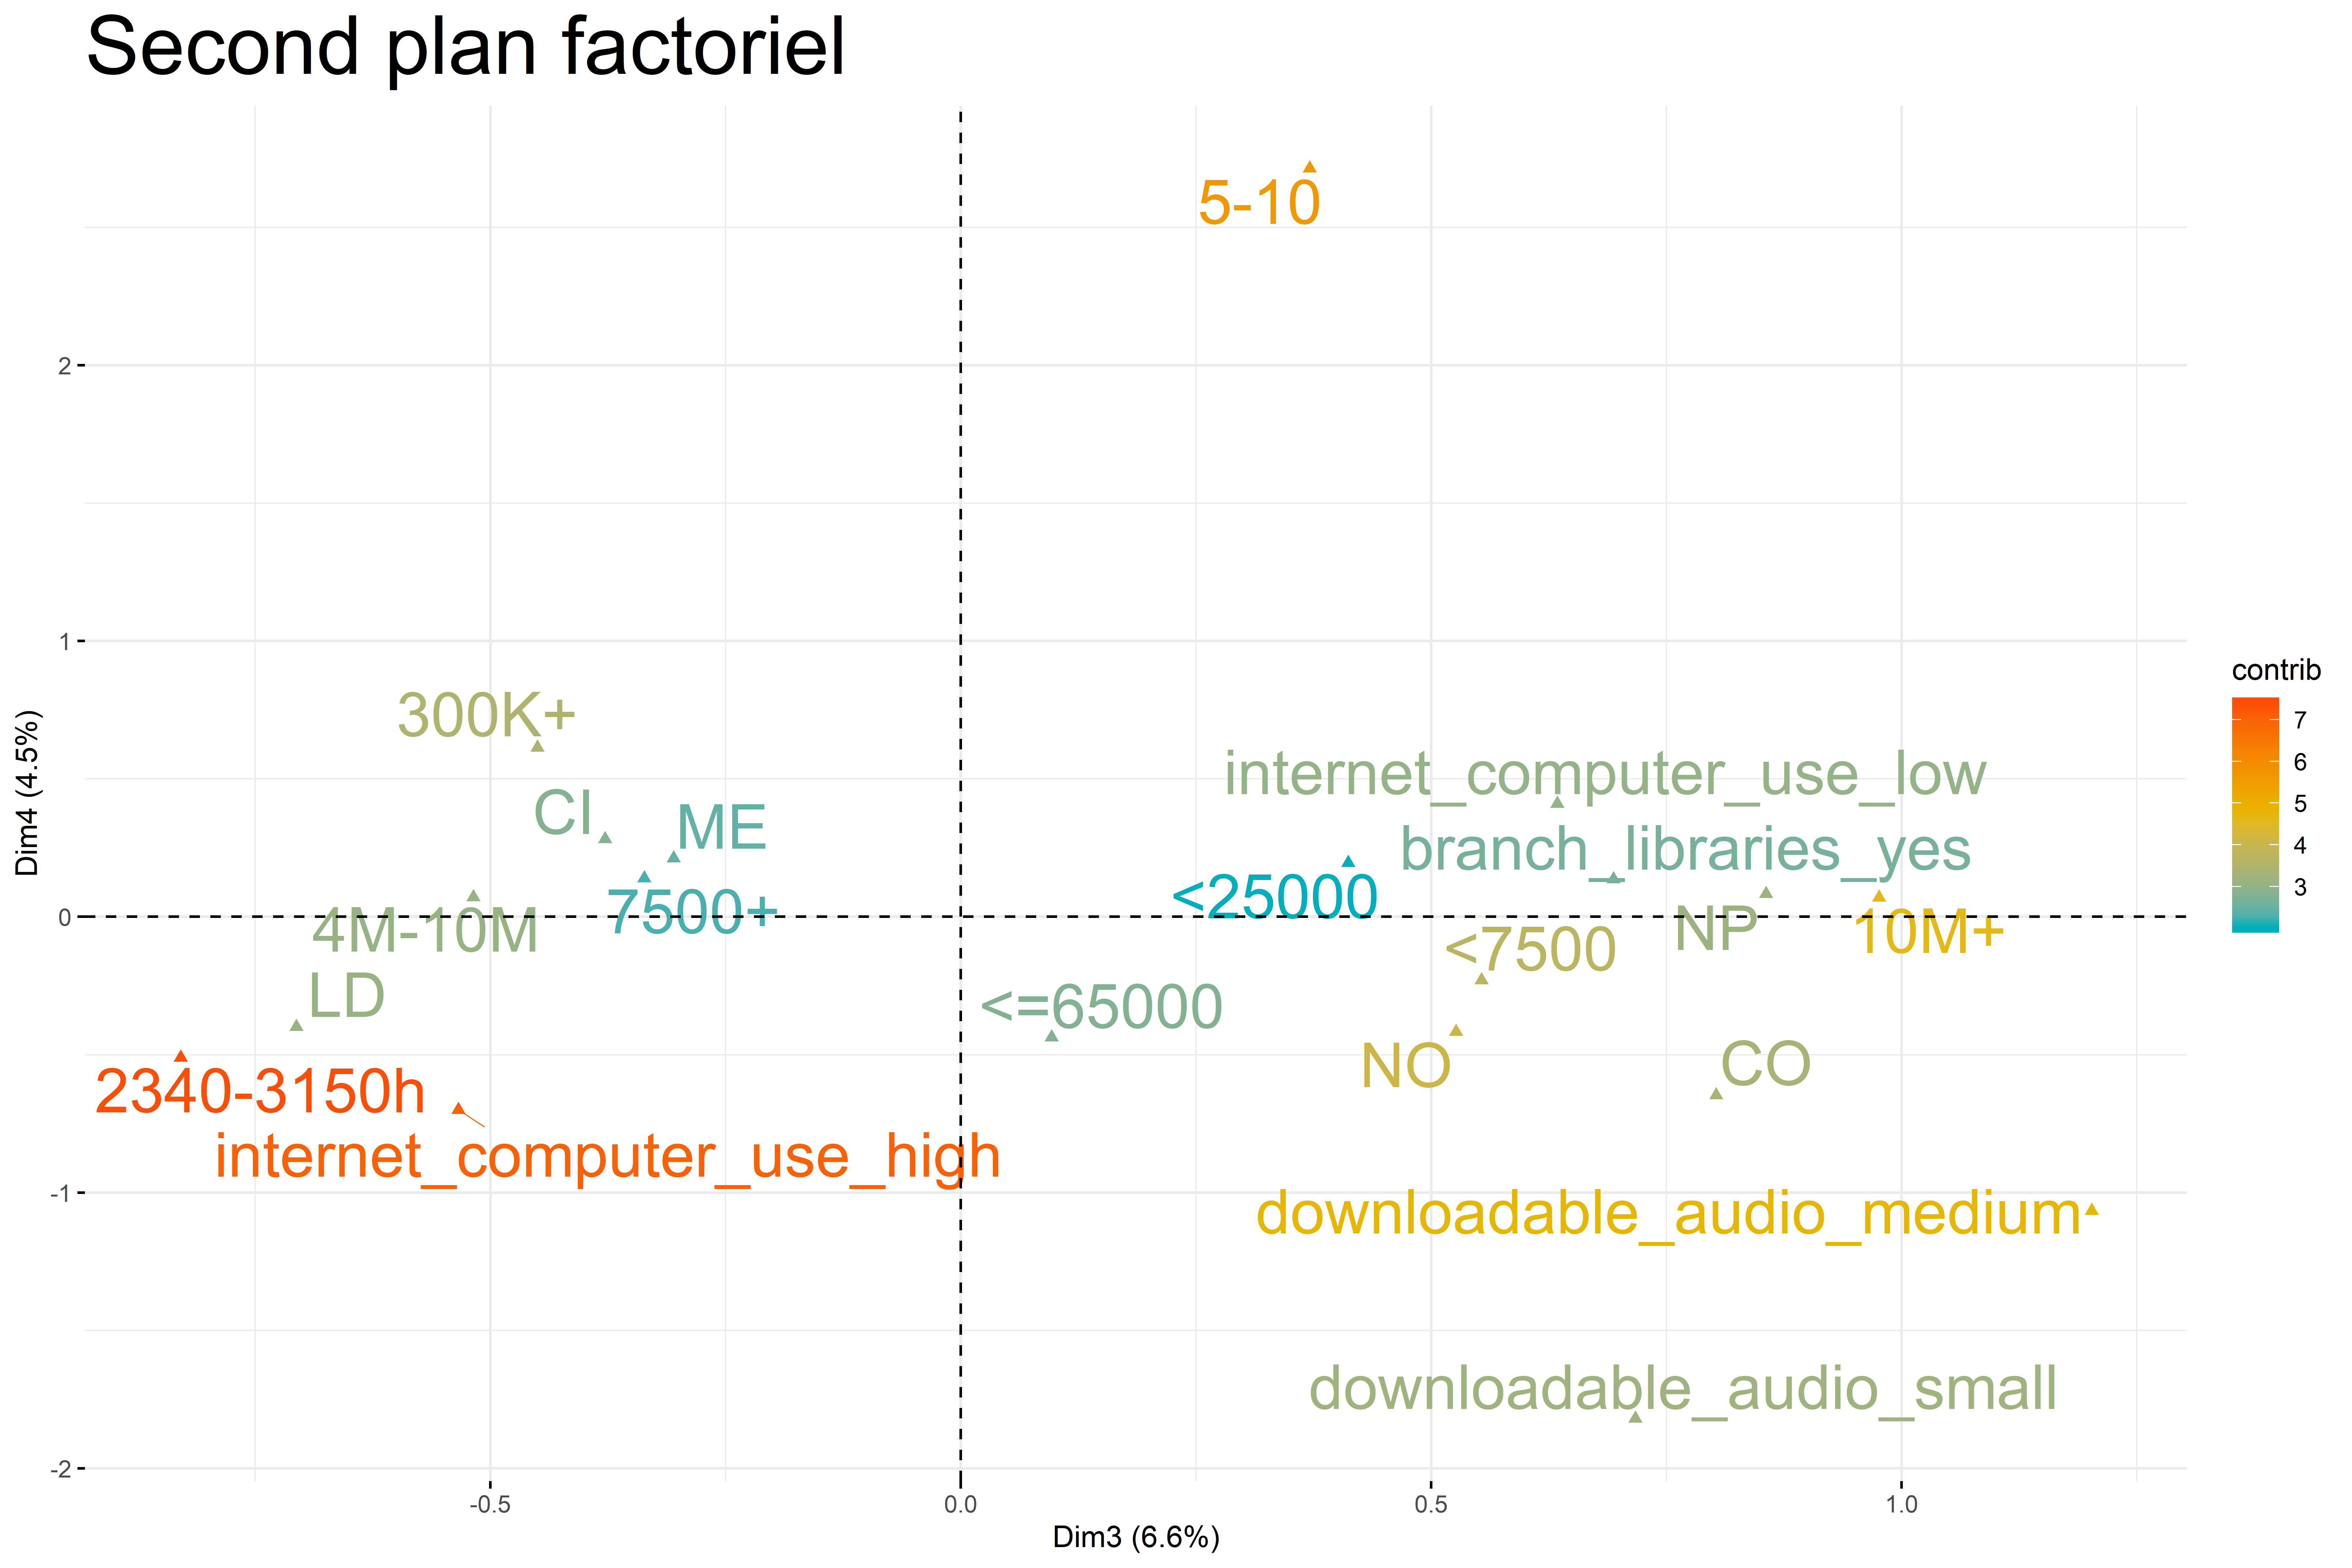 Second plan factoriel
5-10
2
1
300K+
internet_computer_use_low
CI
ME
branch_libraries_yes
<25000
7500+
0
4M-10M
NP
10M+
<7500
LD
<=65000
NO
CO
2340-3150h
internet_computer_use_high
-1
downloadable_audio_medium
downloadable_audio_small
-2
-0.5
0.0
0.5
1.0
Dim3 (6.6%)
Dim4 (4.5%)
contrib
7
6
5
4
3